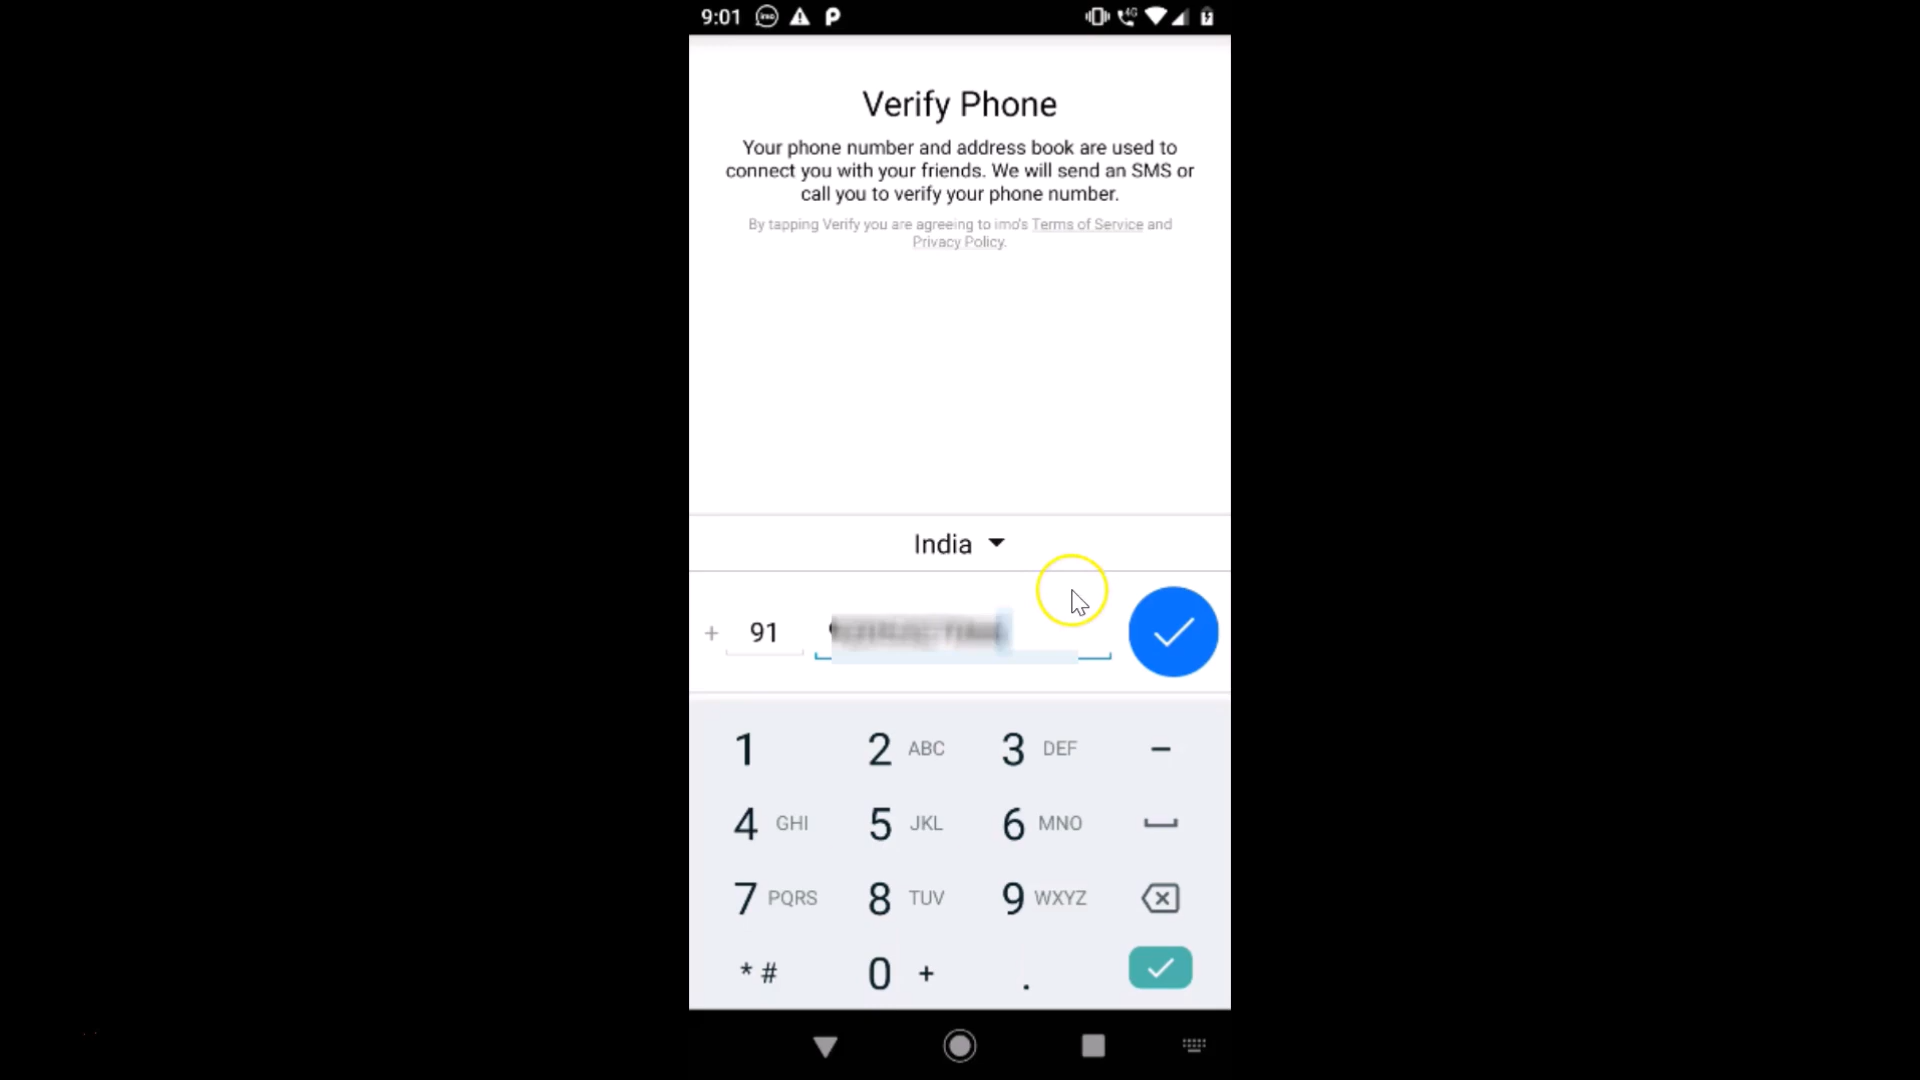 9:01 imo P 4G
Verify Phone
Your phone number and address book are used to
connect you with your friends. We will send an SMS or
call you to verify your phone number.
By tapping Verify you are agreeing to imo's Terms of Service and
Privacy Policy.
India
+ 91
1 2 ABC 3 DEF –
4 GHI 5 JKL 6 MNO
7 PQRS 8 TUV 9 WXYZ
* # 0 + .